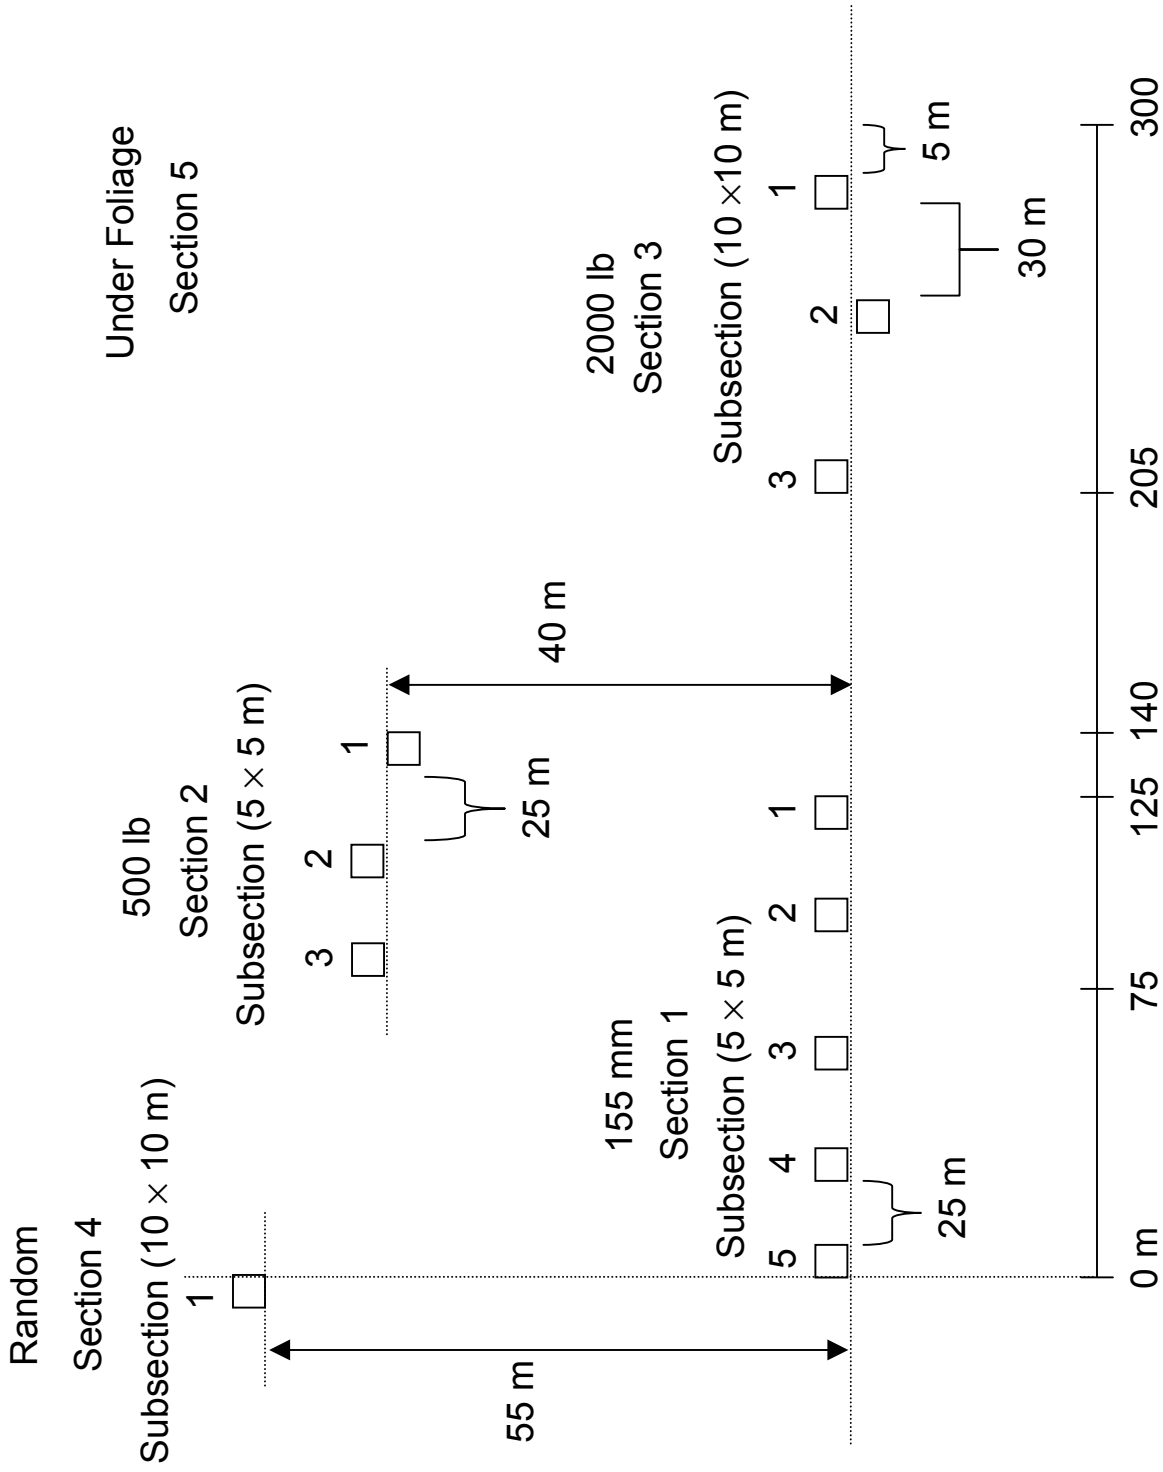 Random
Section 4
Subsection (10 × 10 m)
1
55 m
500 lb
Section 2
Subsection (5 × 5 m)
3
2
1
25 m
40 m
Under Foliage
Section 5
155 mm
Section 1
Subsection (5 × 5 m)
5
4
3
2
1
25 m
2000 lb
Section 3
Subsection (10 ×10 m)
3
2
1
30 m
5 m
0 m
75
125
140
205
300